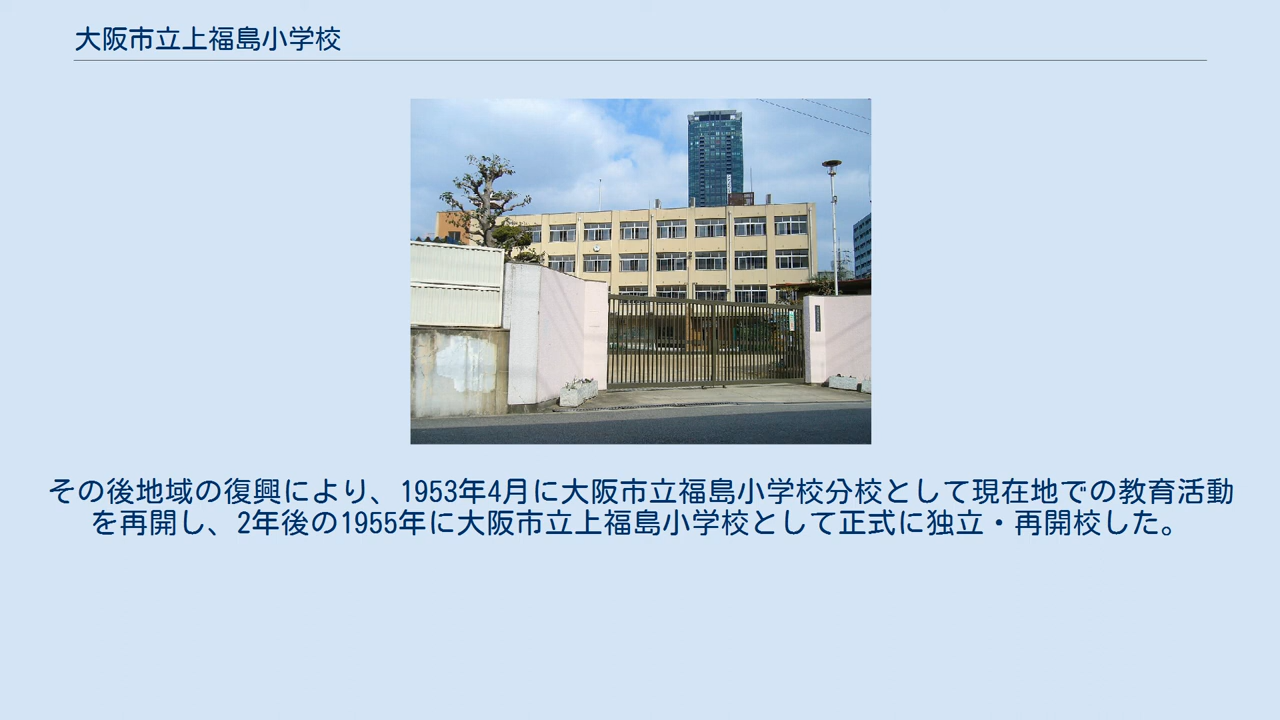 大阪市立上福島小学校
その後地域の復興により、1953年4月に大阪市立福島小学校分校として現在地での教育活動
を再開し、2年後の1955年に大阪市立上福島小学校として正式に独立・再開校した。